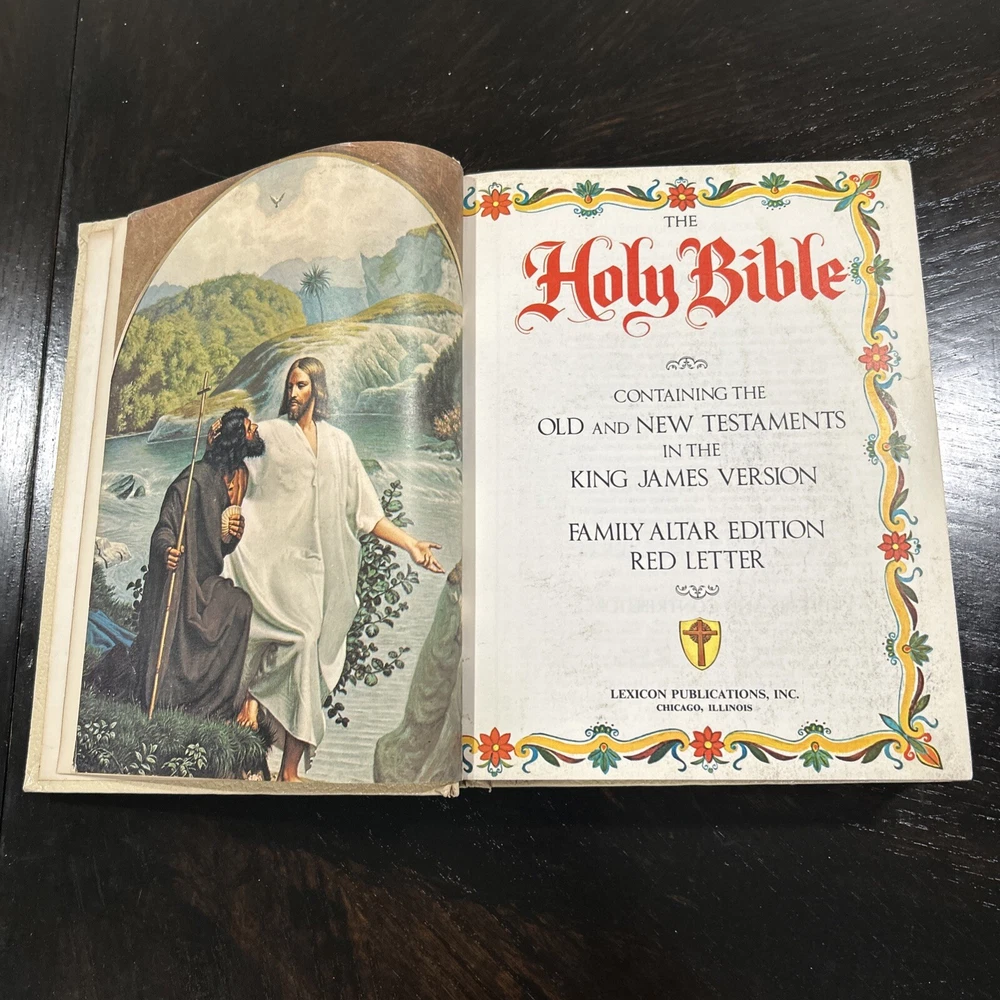 THE
Holy Bible
CONTAINING THE
OLD AND NEW TESTAMENTS
IN THE
KING JAMES VERSION
FAMILY ALTAR EDITION
RED LETTER
LEXICON PUBLICATIONS, INC.
CHICAGO, ILLINOIS